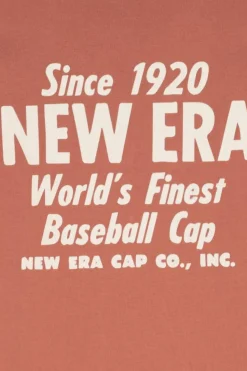 Since 1920
NEW ERA
World's Finest
Baseball Cap
NEW ERA CAP CO., INC.